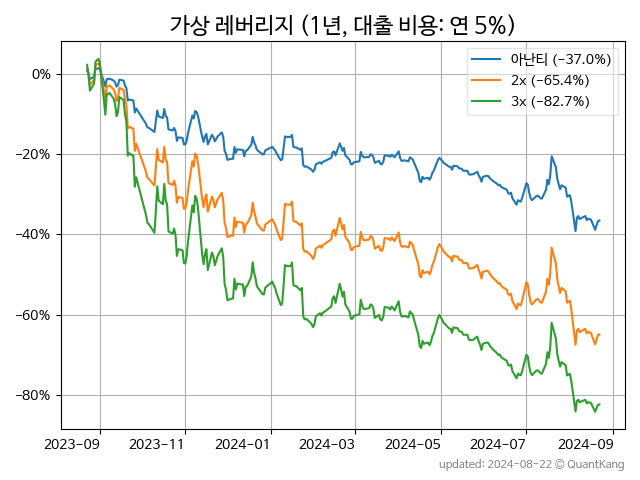 가상 레버리지 (1년, 대출 비용: 연 5%)
아난티 (−37.0%)
2x (−65.4%)
3x (−82.7%)
0%
−20%
−40%
−60%
−80%
2023-09 2023-11 2024-01 2024-03 2024-05 2024-07 2024-09
updated: 2024-08-22 © QuantKang